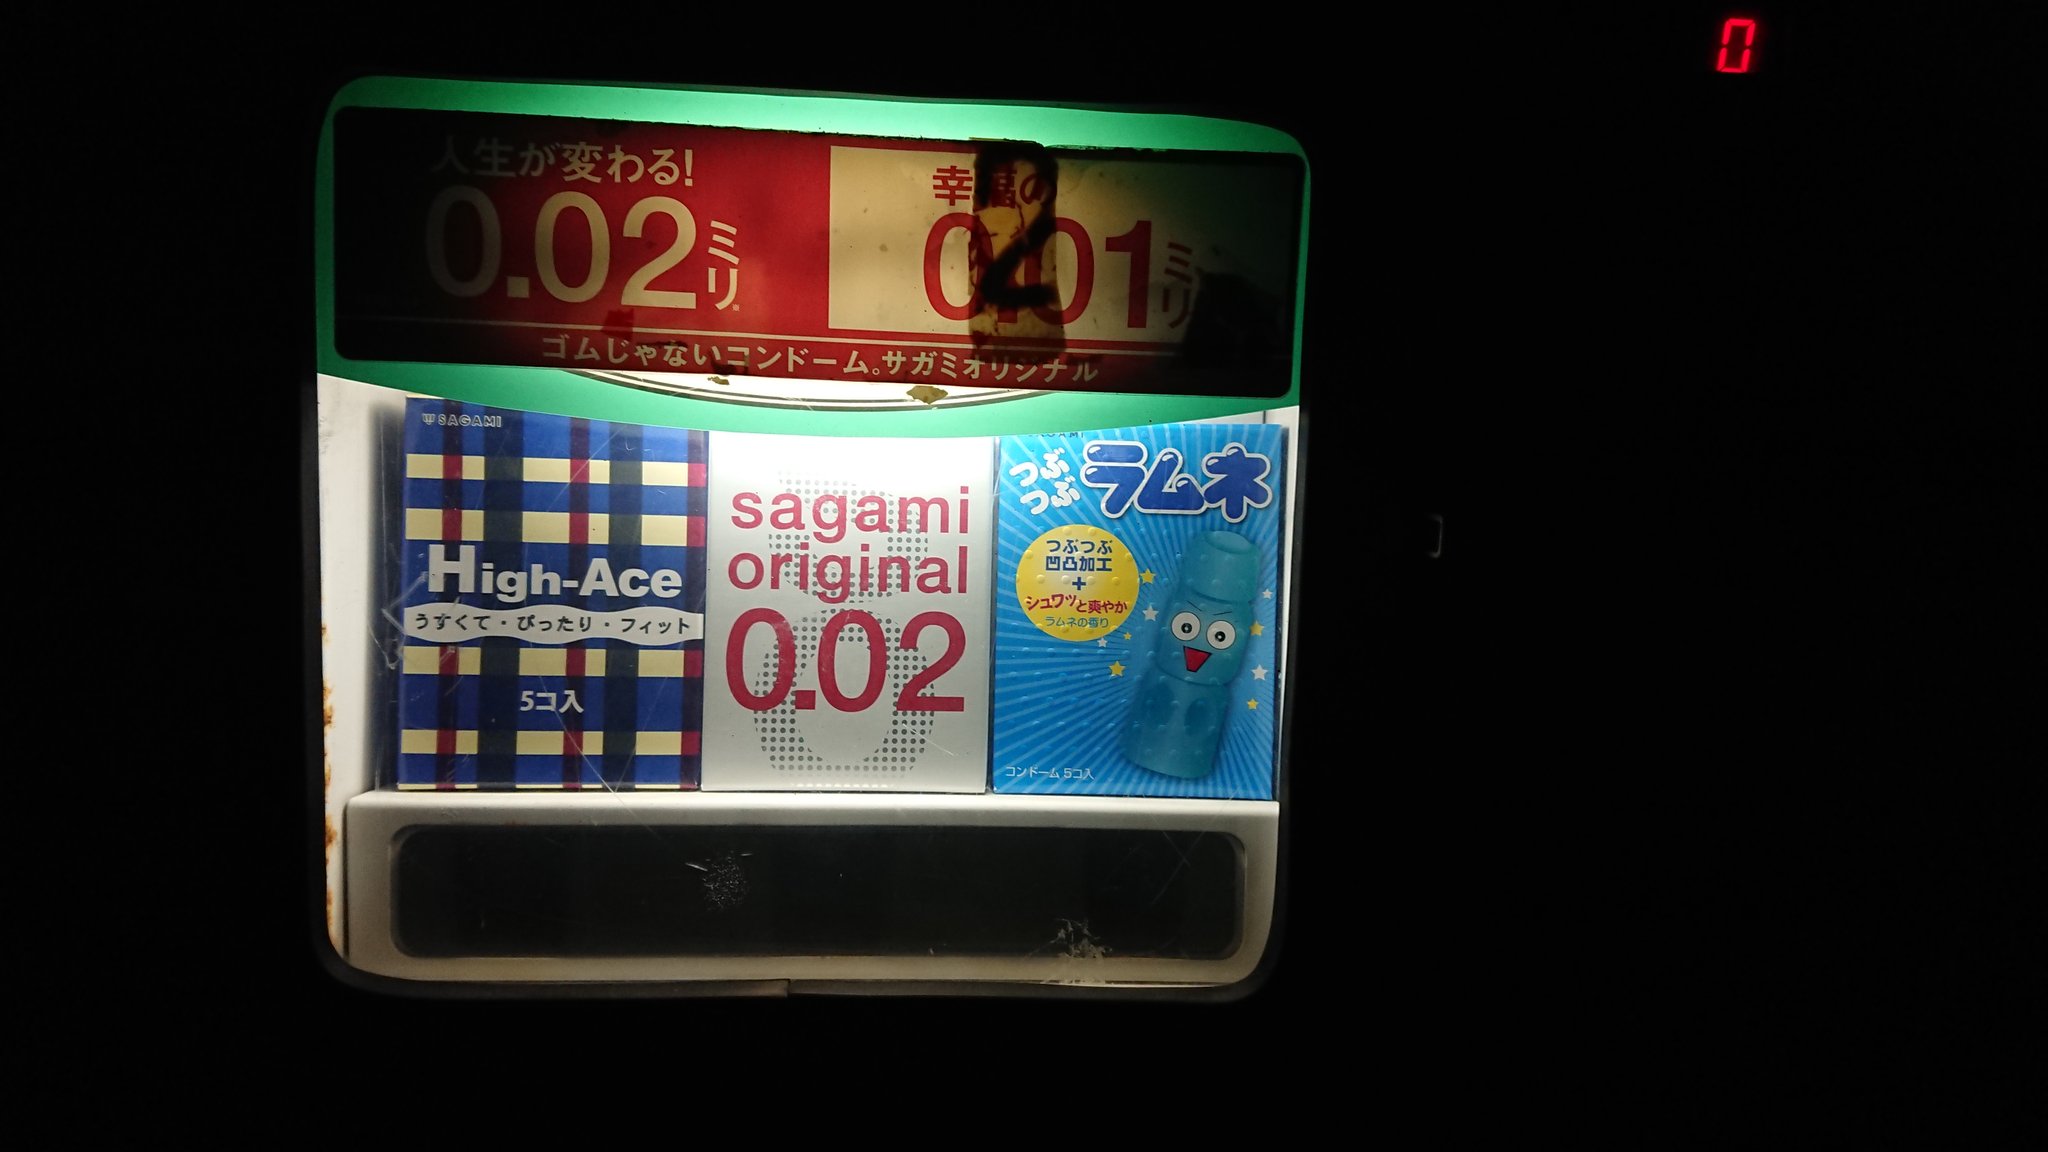 0
人生が変わる!
0.02ミリ※
幸福の
0.01ミリ
ゴムじゃないコンドーム。サガミオリジナル
SAGAMI
High-Ace
うすくて・ぴったり・フィット
5コ入
sagami
original
0.02
SAGAMI
つぶつぶ
ラムネ
つぶつぶ
凹凸加工
+
シュワッと爽やか
ラムネの香り
コンドーム 5コ入